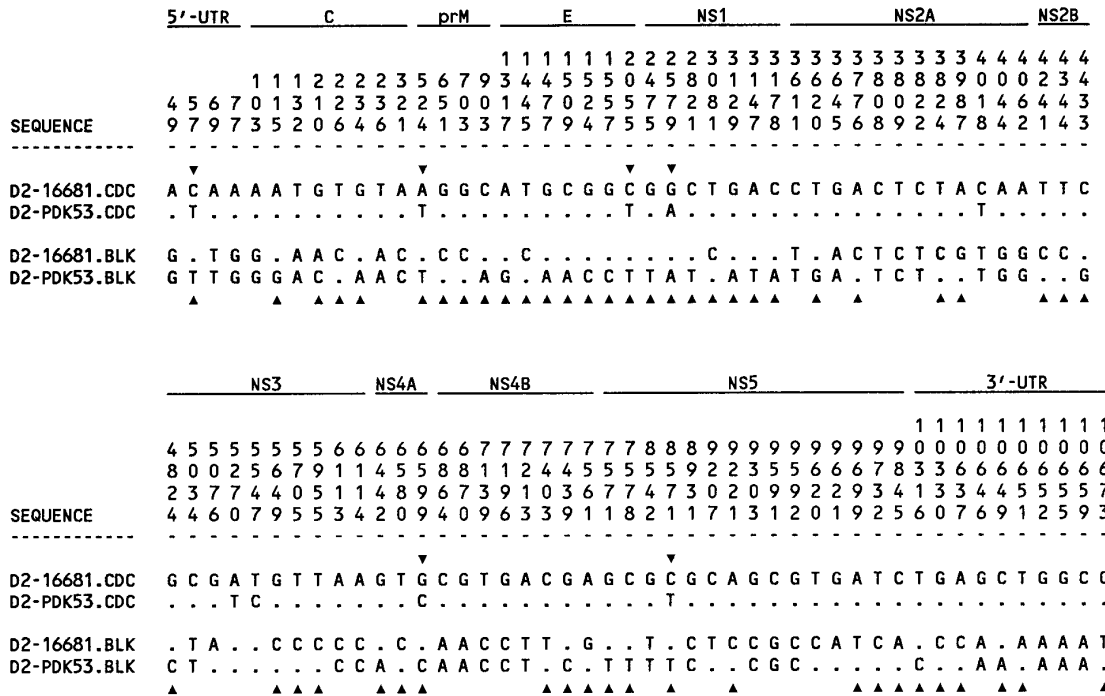 5′-UTR C prM E NS1 NS2A NS2B
1 1 1 1 1 1 2 2 2 2 3 3 3 3 3 3 3 3 3 3 3 3 3 4 4 4 4 4 4
1 1 1 2 2 2 2 3 5 6 7 9 3 4 4 5 5 5 0 4 5 8 0 1 1 1 6 6 6 7 8 8 8 8 9 0 0 0 2 3 4
4 5 6 7 0 1 3 1 2 3 3 2 2 5 0 0 1 4 7 0 2 5 5 7 7 2 8 2 4 7 1 2 4 7 0 0 2 2 8 1 4 6 4 4 3
SEQUENCE 9 7 9 7 3 5 2 0 6 4 6 1 4 1 3 3 7 5 7 9 4 7 5 5 9 1 1 9 7 8 1 0 5 6 8 9 2 4 7 8 4 2 1 4 3
D2-16681.CDC A C A A A A T G T G T A A G G C A T G C G G C G G C T G A C C T G A C T C T A C A A T T C
D2-PDK53.CDC . T . . . . . . . . . . T . . . . . . . . . T . A . . . . . . . . . . . . . . T . . . . .
D2-16681.BLK G . T G G . A A C . A C . C C . . C . . . . . . . . C . . . T . A C T C T C G T G G C C .
D2-PDK53.BLK G T T G G G A C . A A C T . . A G . A A C C T T A T . A T A T G A . T C T . . T G G . . G
NS3 NS4A NS4B NS5 3′-UTR
1 1 1 1 1 1 1 1 1 1
4 5 5 5 5 5 5 5 6 6 6 6 6 6 6 7 7 7 7 7 7 7 7 8 8 8 9 9 9 9 9 9 9 9 9 9 0 0 0 0 0 0 0 0 0 0
8 0 0 2 5 6 7 9 1 1 4 5 5 8 8 1 1 2 4 4 5 5 5 5 5 9 2 2 3 5 5 6 6 6 7 8 3 3 6 6 6 6 6 6 6 6
2 3 7 7 4 4 0 5 1 1 4 8 9 6 7 3 9 1 0 3 6 7 7 4 7 3 0 2 0 9 9 2 2 9 3 4 1 3 3 4 4 5 5 5 5 7
SEQUENCE 4 4 6 0 7 9 5 5 3 4 2 0 9 4 0 9 6 3 3 9 1 1 8 2 1 1 7 1 3 1 2 0 1 9 2 5 6 0 7 6 9 1 2 5 9 3
D2-16681.CDC G C G A T G T T A A G T G C G T G A C G A G C G C G C A G C G T G A T C T G A G C T G G C C
D2-PDK53.CDC . . . T C . . . . . . . C . . . . . . . . . . . T . . . . . . . . . . . . . . . . . . . . .
D2-16681.BLK . T A . . C C C C C . C . A A C C T T . G . . T . C T C C G C C A T C A . C C A . A A A A T
D2-PDK53.BLK C T . . . . . . C C A . C A A C C T . C . T T T T C . . C G C . . . . . C . . A A . A A A .